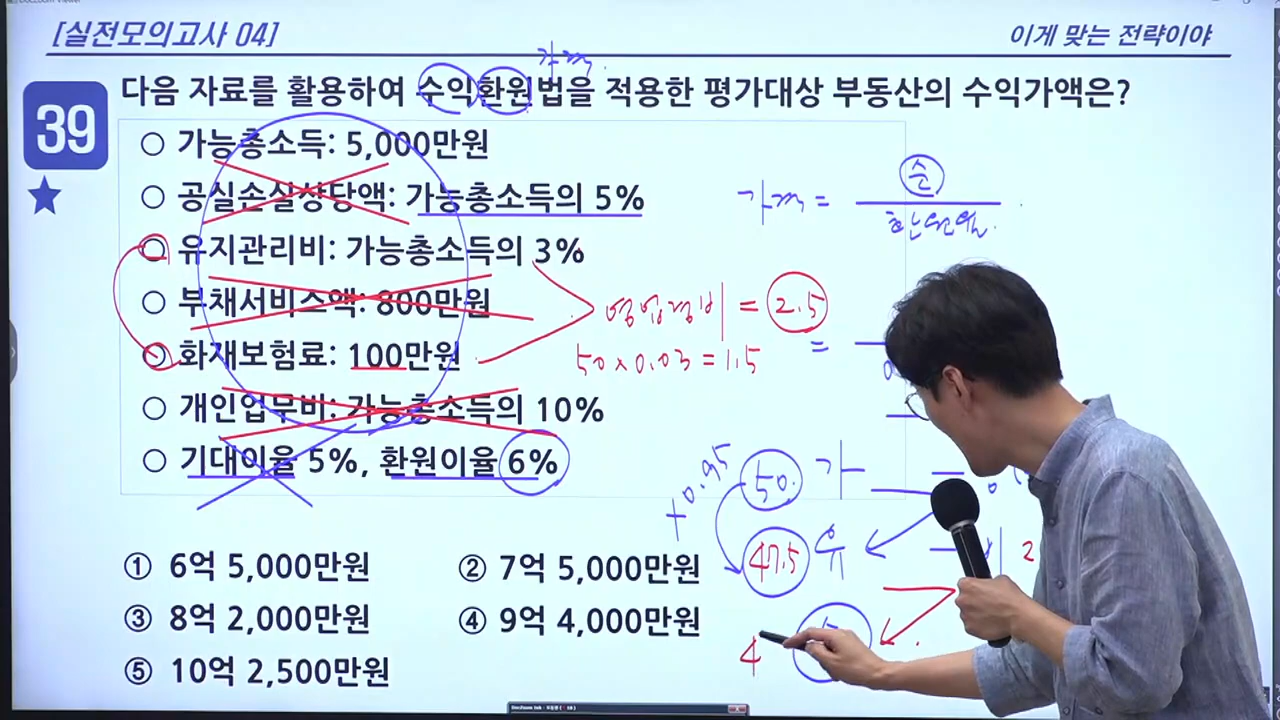 [실전모의고사 04]
이게 맞는 전략이야
39
다음 자료를 활용하여 수익환원법을 적용한 평가대상 부동산의 수익가액은?
○ 가능총소득: 5,000만원
○ 공실손실상당액: 가능총소득의 5%
○ 유지관리비: 가능총소득의 3%
○ 부채서비스액: 800만원
○ 화재보험료: 100만원
○ 개인업무비: 가능총소득의 10%
○ 기대이율 5%, 환원이율 6%
① 6억 5,000만원
② 7억 5,000만원
③ 8억 2,000만원
④ 9억 4,000만원
⑤ 10억 2,500만원
순
영업경비 = 2.5
50×0.03=1.5
×0.95
50. 가
47.5 유
2
4